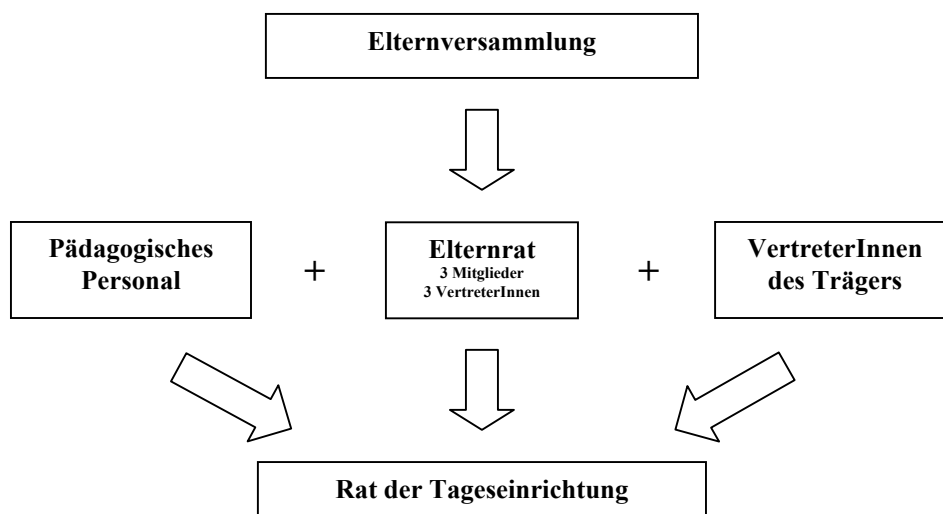 Elternversammlung
Pädagogisches
Personal
+
Elternrat
3 Mitglieder
3 VertreterInnen
+
VertreterInnen
des Trägers
Rat der Tageseinrichtung